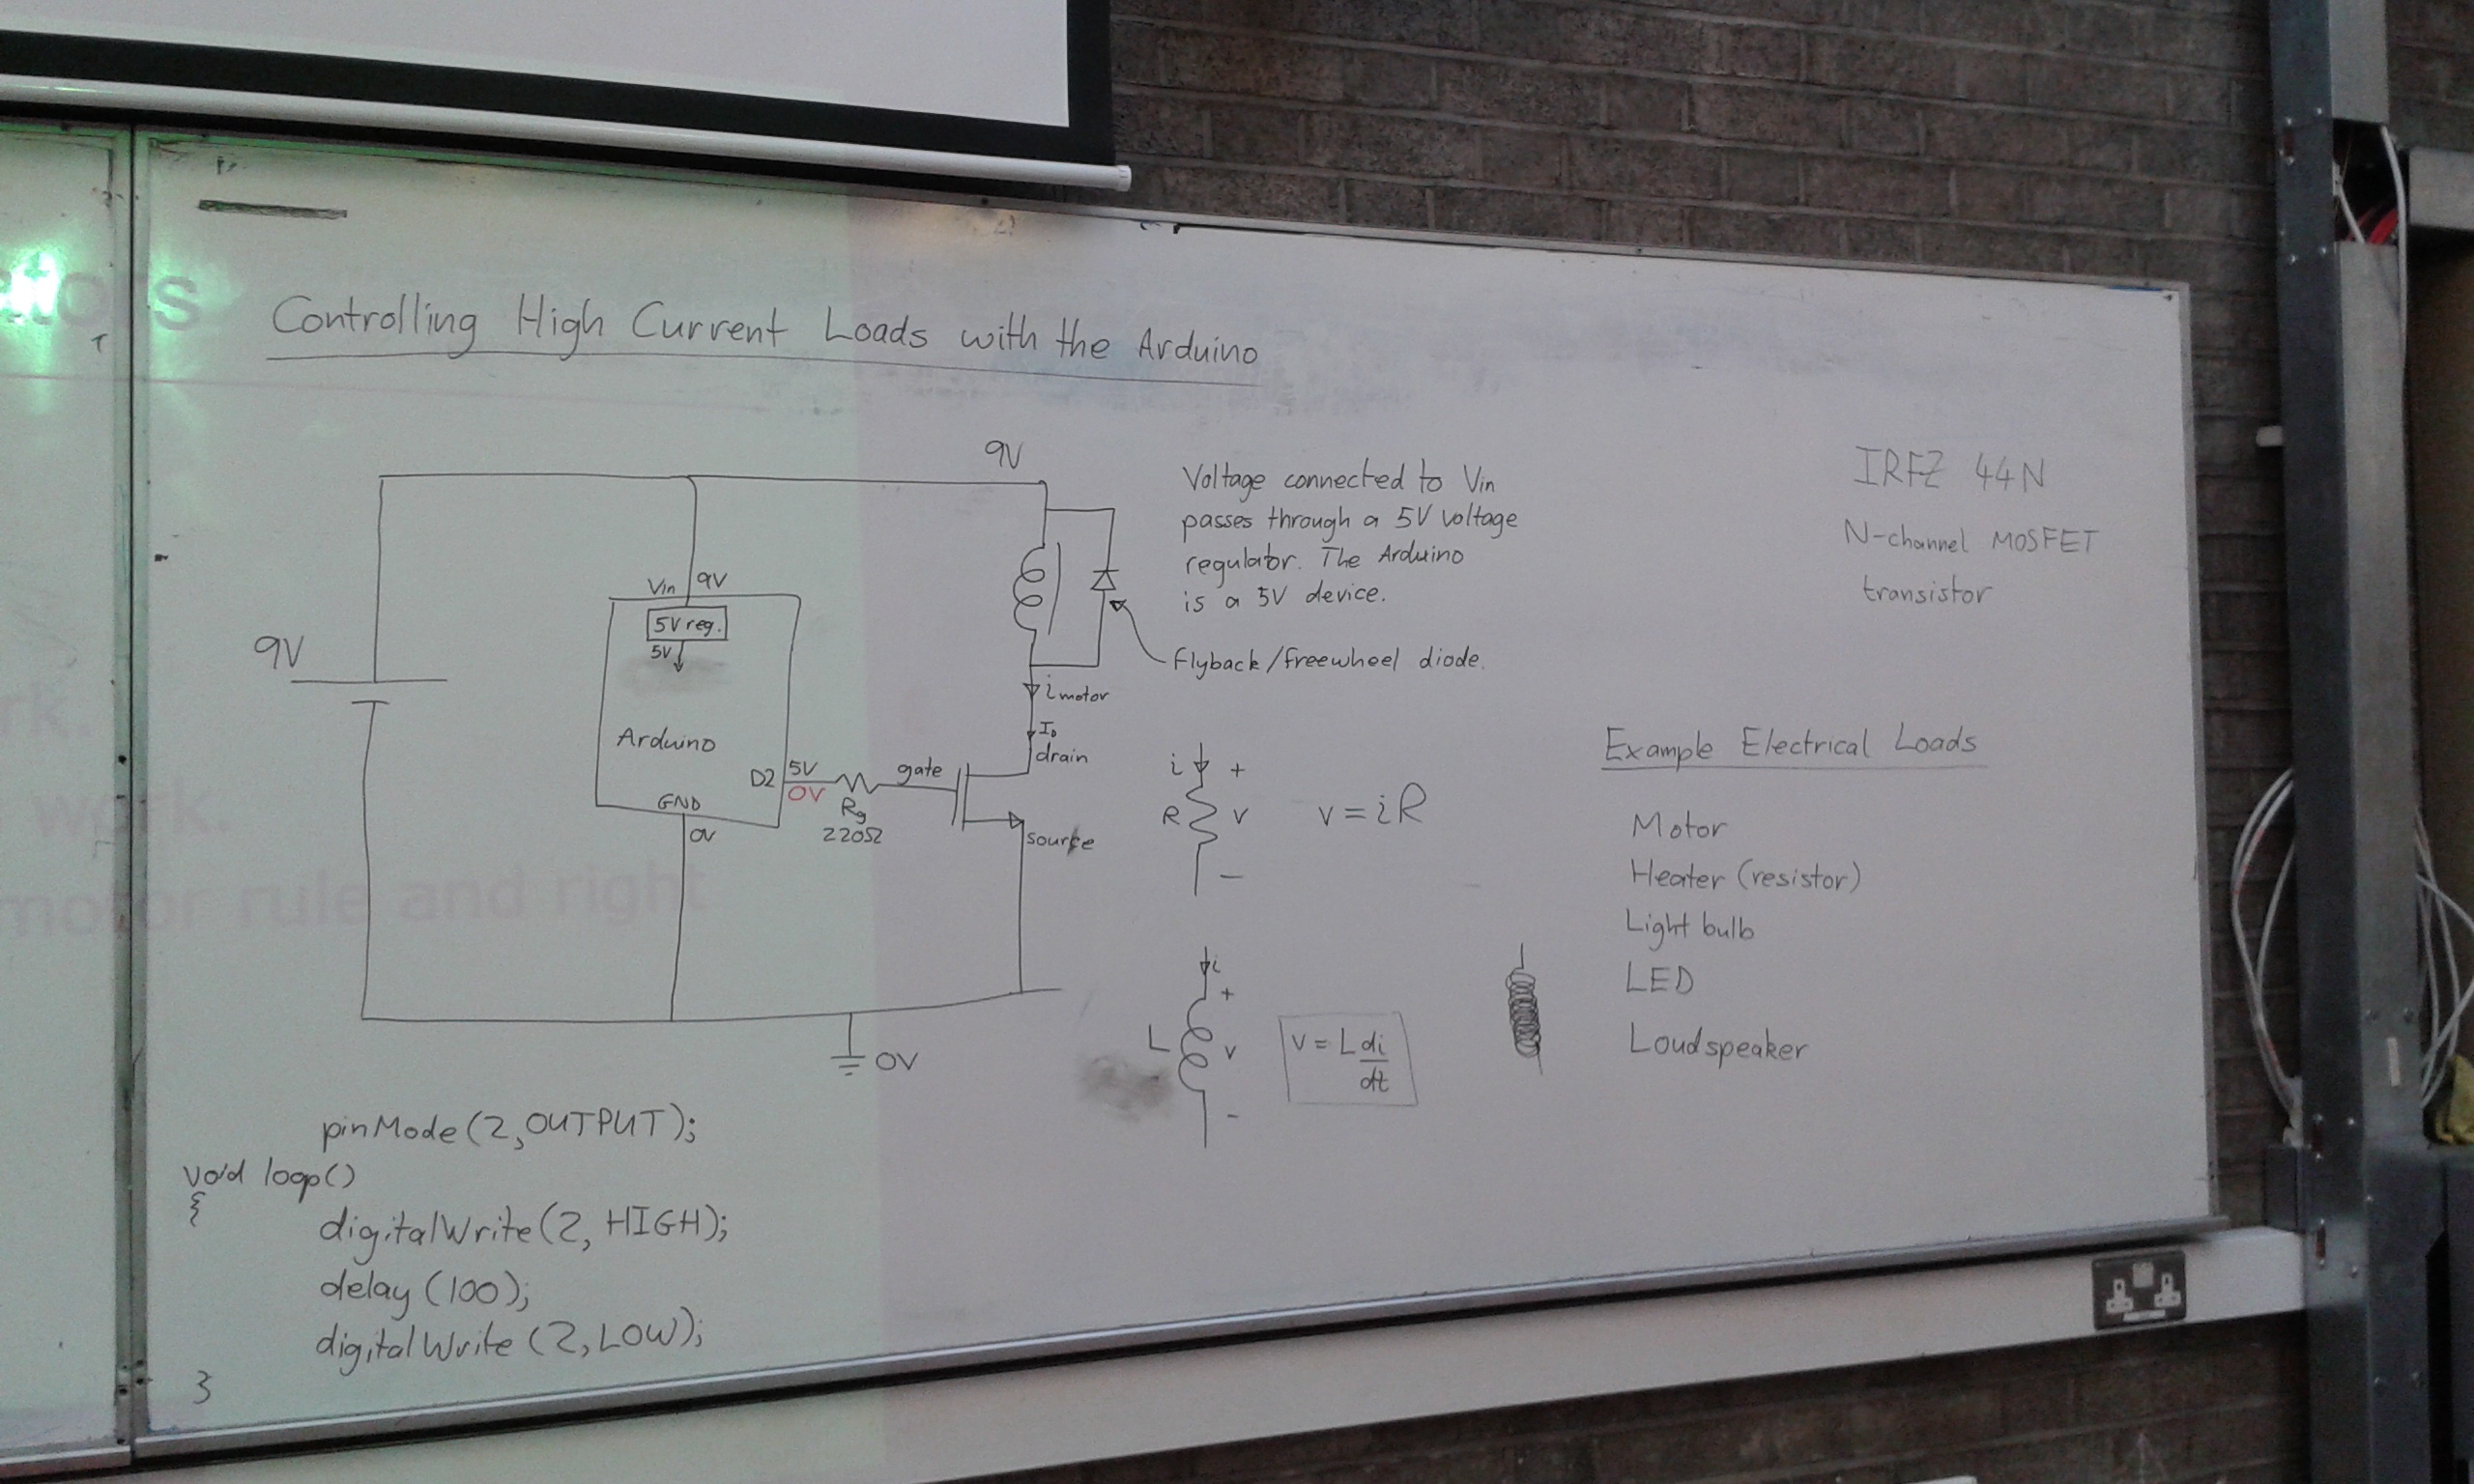 Controlling High Current Loads with the Arduino
9V
9V
Vin 9V
5V reg.
5V
Arduino
D2
5V
0V
GND
0V
Rg
220Ω
gate
drain
source
i motor
ID
0V
Voltage connected to Vin
passes through a 5V voltage
regulator. The Arduino
is a 5V device.
Flyback/freewheel diode.
i +
R v
−
v = iR
i
+
L v
−
v = L di/dt
IRFZ 44N
N-channel MOSFET
transistor
Example Electrical Loads
Motor
Heater (resistor)
Light bulb
LED
Loudspeaker
pinMode(2,OUTPUT);
void loop()
{
digitalWrite(2, HIGH);
delay (100);
digitalWrite (2, LOW);
}
rk.
work.
motor rule and right